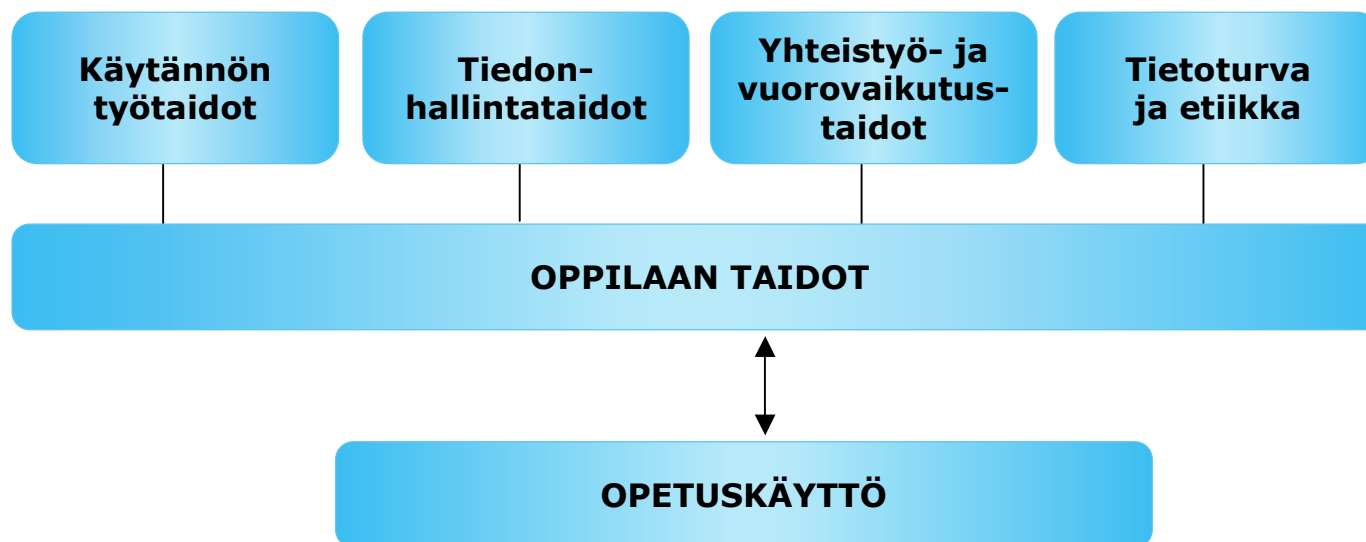 Käytännön
työtaidot
Tiedon-
hallintataidot
Yhteistyö- ja
vuorovaikutus-
taidot
Tietoturva
ja etiikka
OPPILAAN TAIDOT
OPETUSKÄYTTÖ